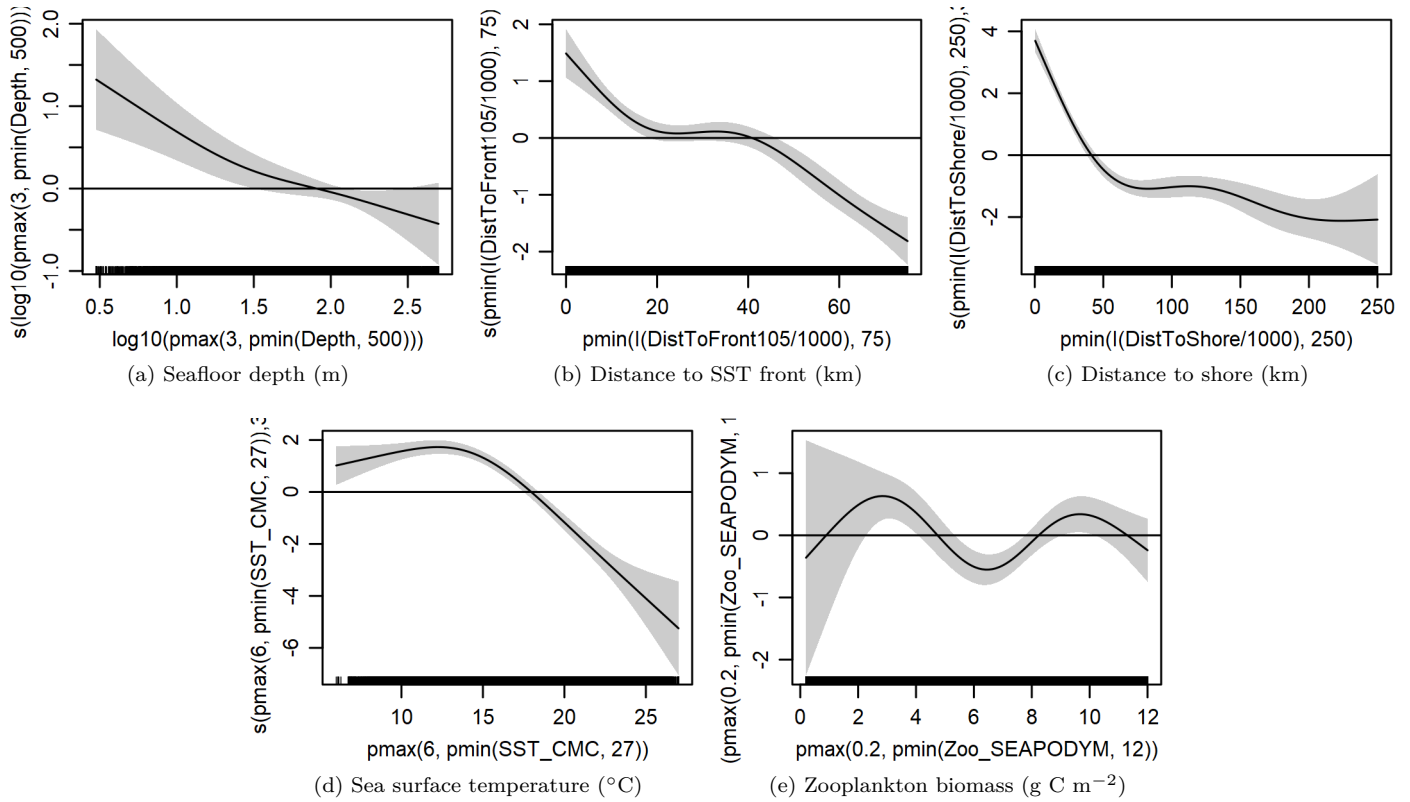 s(log10(pmax(3, pmin(Depth, 500)))
2.0
1.0
0.0
-1.0
0.5 1.0 1.5 2.0 2.5
log10(pmax(3, pmin(Depth, 500)))
(a) Seafloor depth (m)
s(pmin(I(DistToFront105/1000), 75)
2
1
0
-1
-2
0 20 40 60
pmin(I(DistToFront105/1000), 75)
(b) Distance to SST front (km)
s(pmin(I(DistToShore/1000), 250),
4
2
0
-2
0 50 100 150 200 250
pmin(I(DistToShore/1000), 250)
(c) Distance to shore (km)
s(pmax(6, pmin(SST_CMC, 27)),3
2
0
-2
-4
-6
10 15 20 25
pmax(6, pmin(SST_CMC, 27))
(d) Sea surface temperature (°C)
(pmax(0.2, pmin(Zoo_SEAPODYM, 1
1
0
-1
-2
0 2 4 6 8 10 12
pmax(0.2, pmin(Zoo_SEAPODYM, 12))
(e) Zooplankton biomass (g C m⁻²)